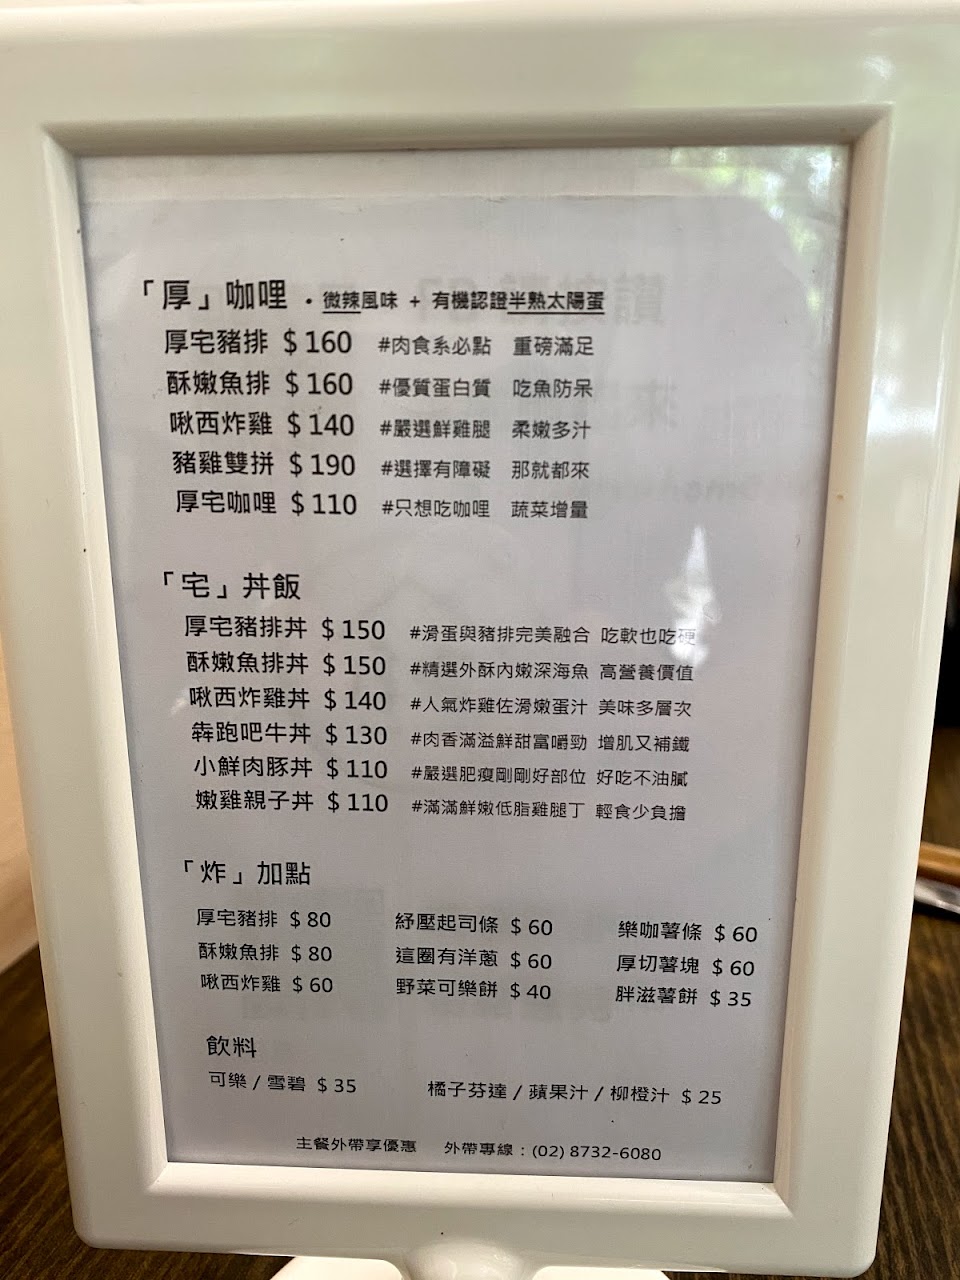 「厚」咖哩 ・微辣風味 + 有機認證半熟太陽蛋
厚宅豬排 $160 #肉食系必點 重磅滿足
酥嫩魚排 $160 #優質蛋白質 吃魚防呆
啾西炸雞 $140 #嚴選鮮雞腿 柔嫩多汁
豬雞雙拼 $190 #選擇有障礙 那就都來
厚宅咖哩 $110 #只想吃咖哩 蔬菜增量
「宅」丼飯
厚宅豬排丼 $150 #滑蛋與豬排完美融合 吃軟也吃硬
酥嫩魚排丼 $150 #精選外酥內嫩深海魚 高營養價值
啾西炸雞丼 $140 #人氣炸雞佐滑嫩蛋汁 美味多層次
犇跑吧牛丼 $130 #肉香滿溢鮮甜富嚼勁 增肌又補鐵
小鮮肉豚丼 $110 #嚴選肥瘦剛剛好部位 好吃不油膩
嫩雞親子丼 $110 #滿滿鮮嫩低脂雞腿丁 輕食少負擔
「炸」加點
厚宅豬排 $80 紓壓起司條 $60 樂咖薯條 $60
酥嫩魚排 $80 這圈有洋蔥 $60 厚切薯塊 $60
啾西炸雞 $60 野菜可樂餅 $40 胖滋薯餅 $35
飲料
可樂 / 雪碧 $35 橘子芬達 / 蘋果汁 / 柳橙汁 $25
主餐外帶享優惠 外帶專線：(02) 8732-6080